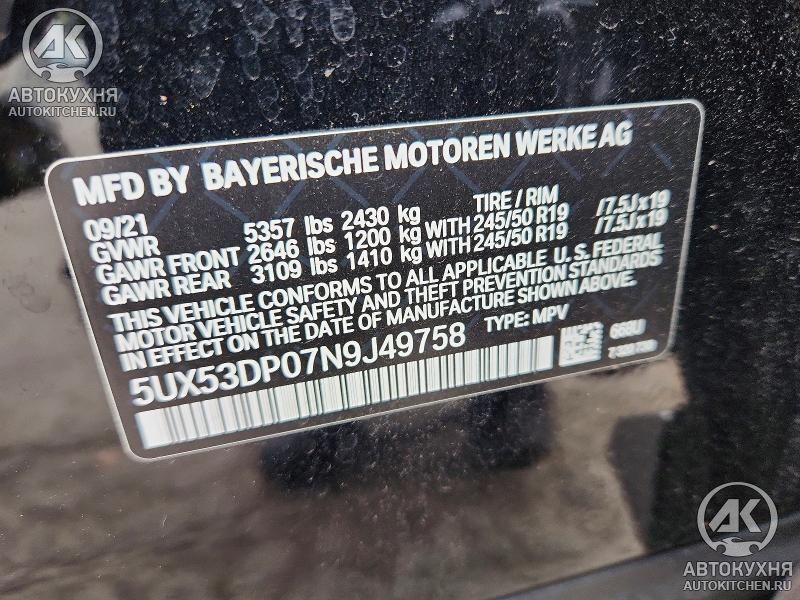 AK
АВТОКУХНЯ
AUTOKITCHEN.RU
MFD BY BAYERISCHE MOTOREN WERKE AG
09/21 TIRE / RIM
GVWR 5357 lbs 2430 kg
GAWR FRONT 2646 lbs 1200 kg WITH 245/50 R19 /7.5Jx19
GAWR REAR 3109 lbs 1410 kg WITH 245/50 R19 /7.5Jx19
THIS VEHICLE CONFORMS TO ALL APPLICABLE U. S. FEDERAL
MOTOR VEHICLE SAFETY AND THEFT PREVENTION STANDARDS
IN EFFECT ON THE DATE OF MANUFACTURE SHOWN ABOVE.
5UX53DP07N9J49758 TYPE: MPV 668U
AK
АВТОКУХНЯ
AUTOKITCHEN.RU